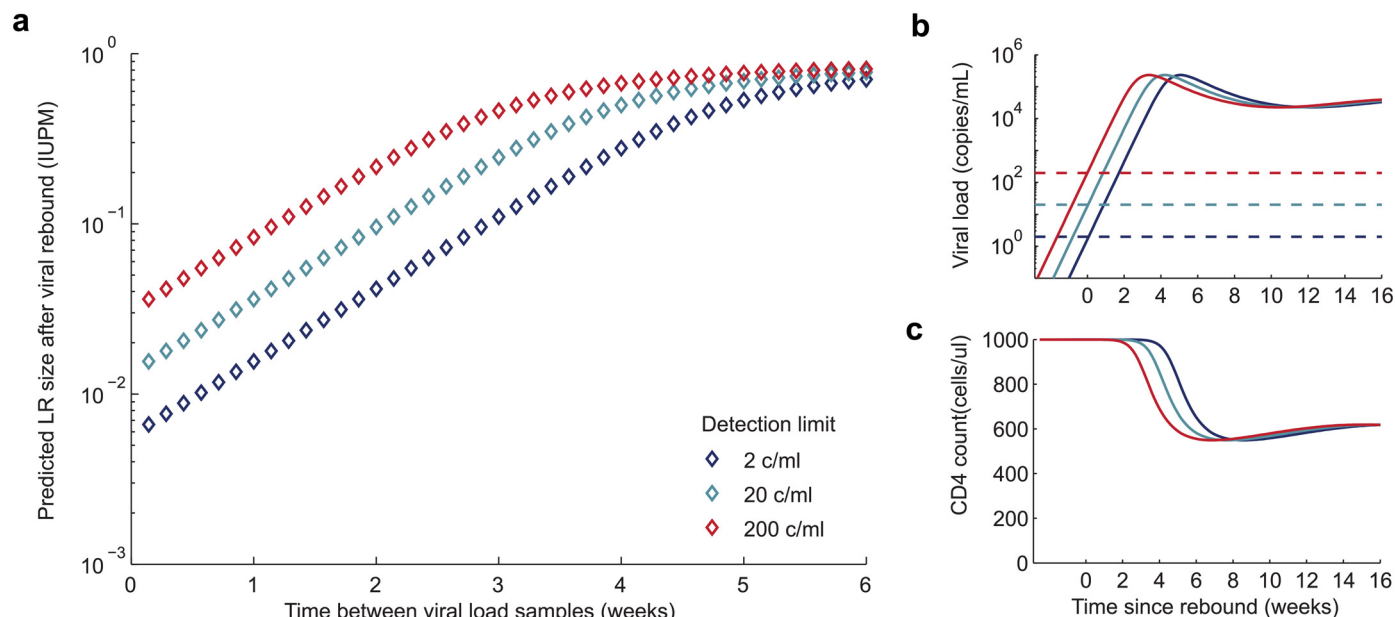 a
Predicted LR size after viral rebound (IUPM)
10^0
10^−1
10^−2
10^−3
0 1 2 3 4 5 6
Time between viral load samples (weeks)
Detection limit
2 c/ml
20 c/ml
200 c/ml
b
Viral load (copies/mL)
10^6
10^4
10^2
10^0
0 2 4 6 8 10 12 14 16
c
CD4 count(cells/ul)
1000
800
600
400
200
0
0 2 4 6 8 10 12 14 16
Time since rebound (weeks)